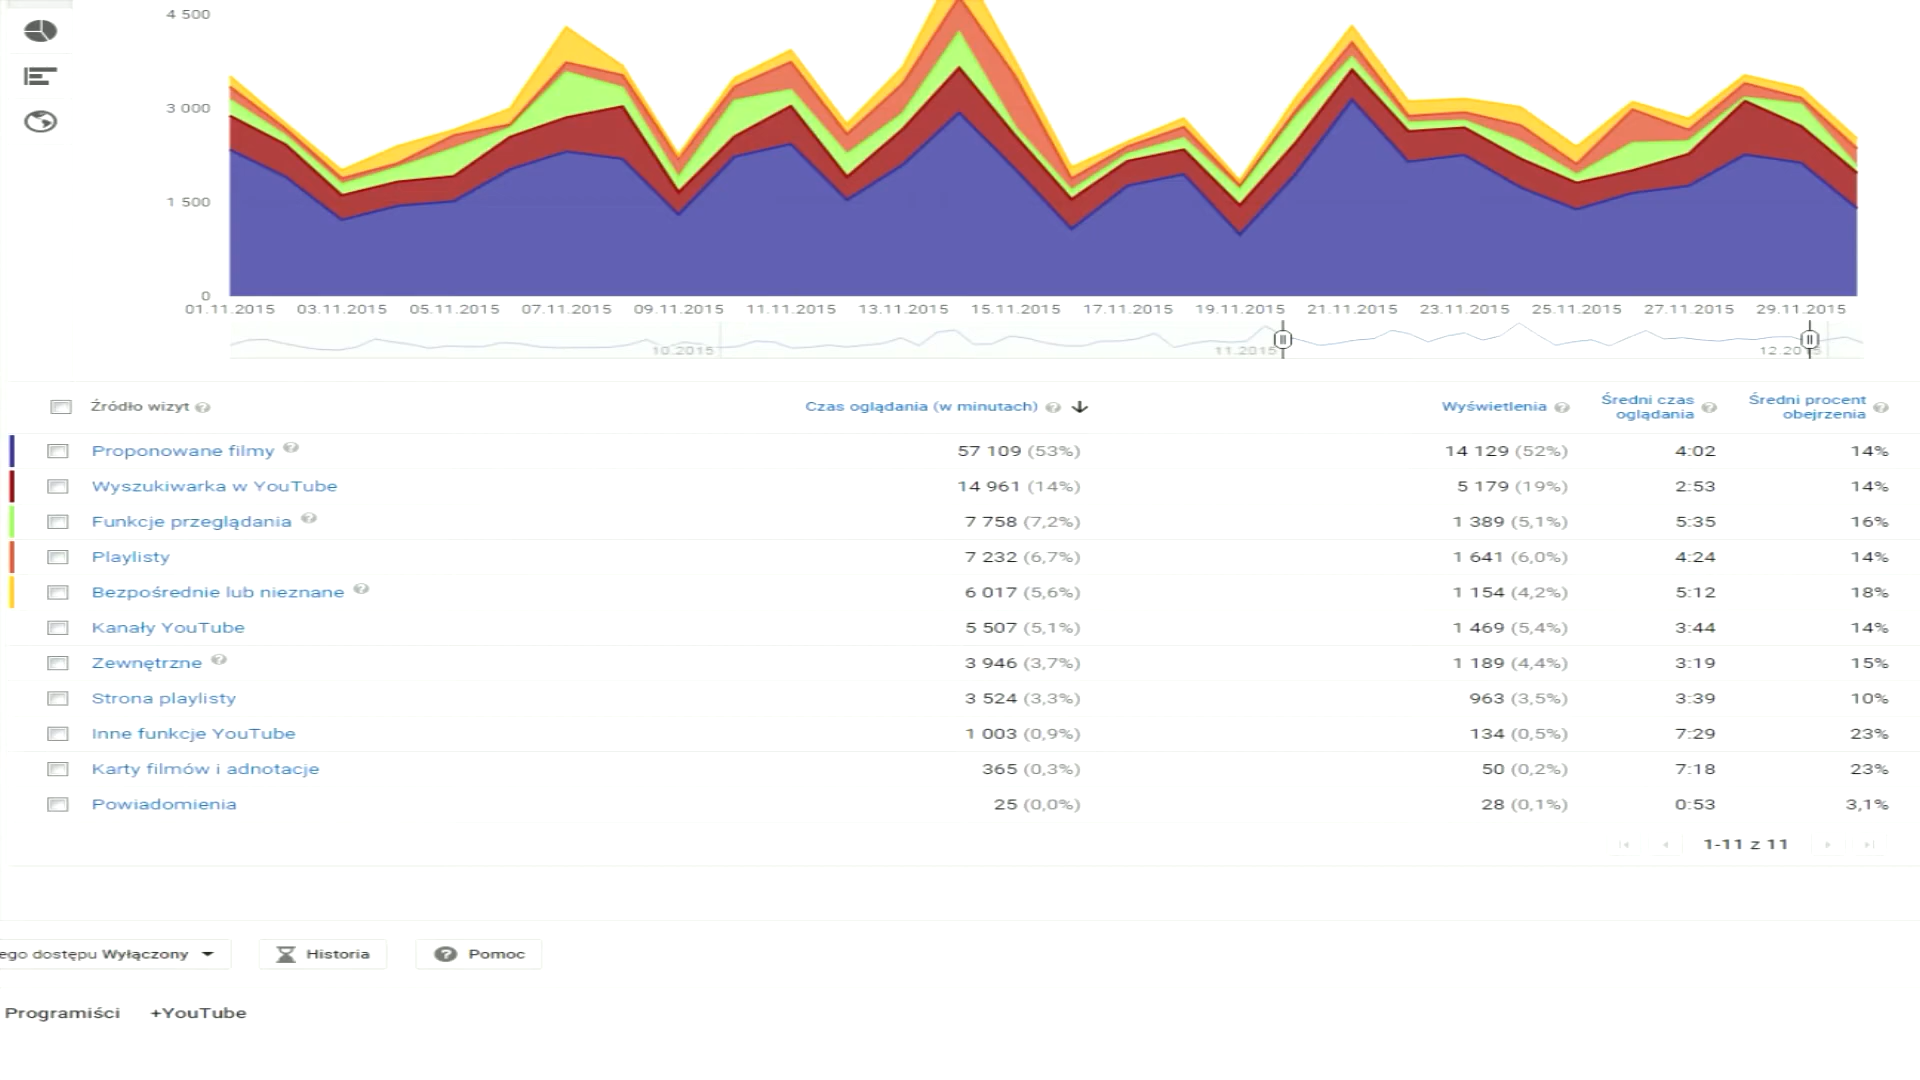 4 500
3 000
1 500
0
01.11.2015 03.11.2015 05.11.2015 07.11.2015 09.11.2015 11.11.2015 13.11.2015 15.11.2015 17.11.2015 19.11.2015 21.11.2015 23.11.2015 25.11.2015 27.11.2015 29.11.2015
10.2015 11.2015 12.2015
Źródło wizyt Czas oglądania (w minutach) Wyświetlenia Średni czas oglądania Średni procent obejrzenia
Proponowane filmy 57 109 (53%) 14 129 (52%) 4:02 14%
Wyszukiwarka w YouTube 14 961 (14%) 5 179 (19%) 2:53 14%
Funkcje przeglądania 7 758 (7,2%) 1 389 (5,1%) 5:35 16%
Playlisty 7 232 (6,7%) 1 641 (6,0%) 4:24 14%
Bezpośrednie lub nieznane 6 017 (5,6%) 1 154 (4,2%) 5:12 18%
Kanały YouTube 5 507 (5,1%) 1 469 (5,4%) 3:44 14%
Zewnętrzne 3 946 (3,7%) 1 189 (4,4%) 3:19 15%
Strona playlisty 3 524 (3,3%) 963 (3,5%) 3:39 10%
Inne funkcje YouTube 1 003 (0,9%) 134 (0,5%) 7:29 23%
Karty filmów i adnotacje 365 (0,3%) 50 (0,2%) 7:18 23%
Powiadomienia 25 (0,0%) 28 (0,1%) 0:53 3,1%
1-11 z 11
ego dostępu Wyłączony Historia Pomoc
Programiści +YouTube